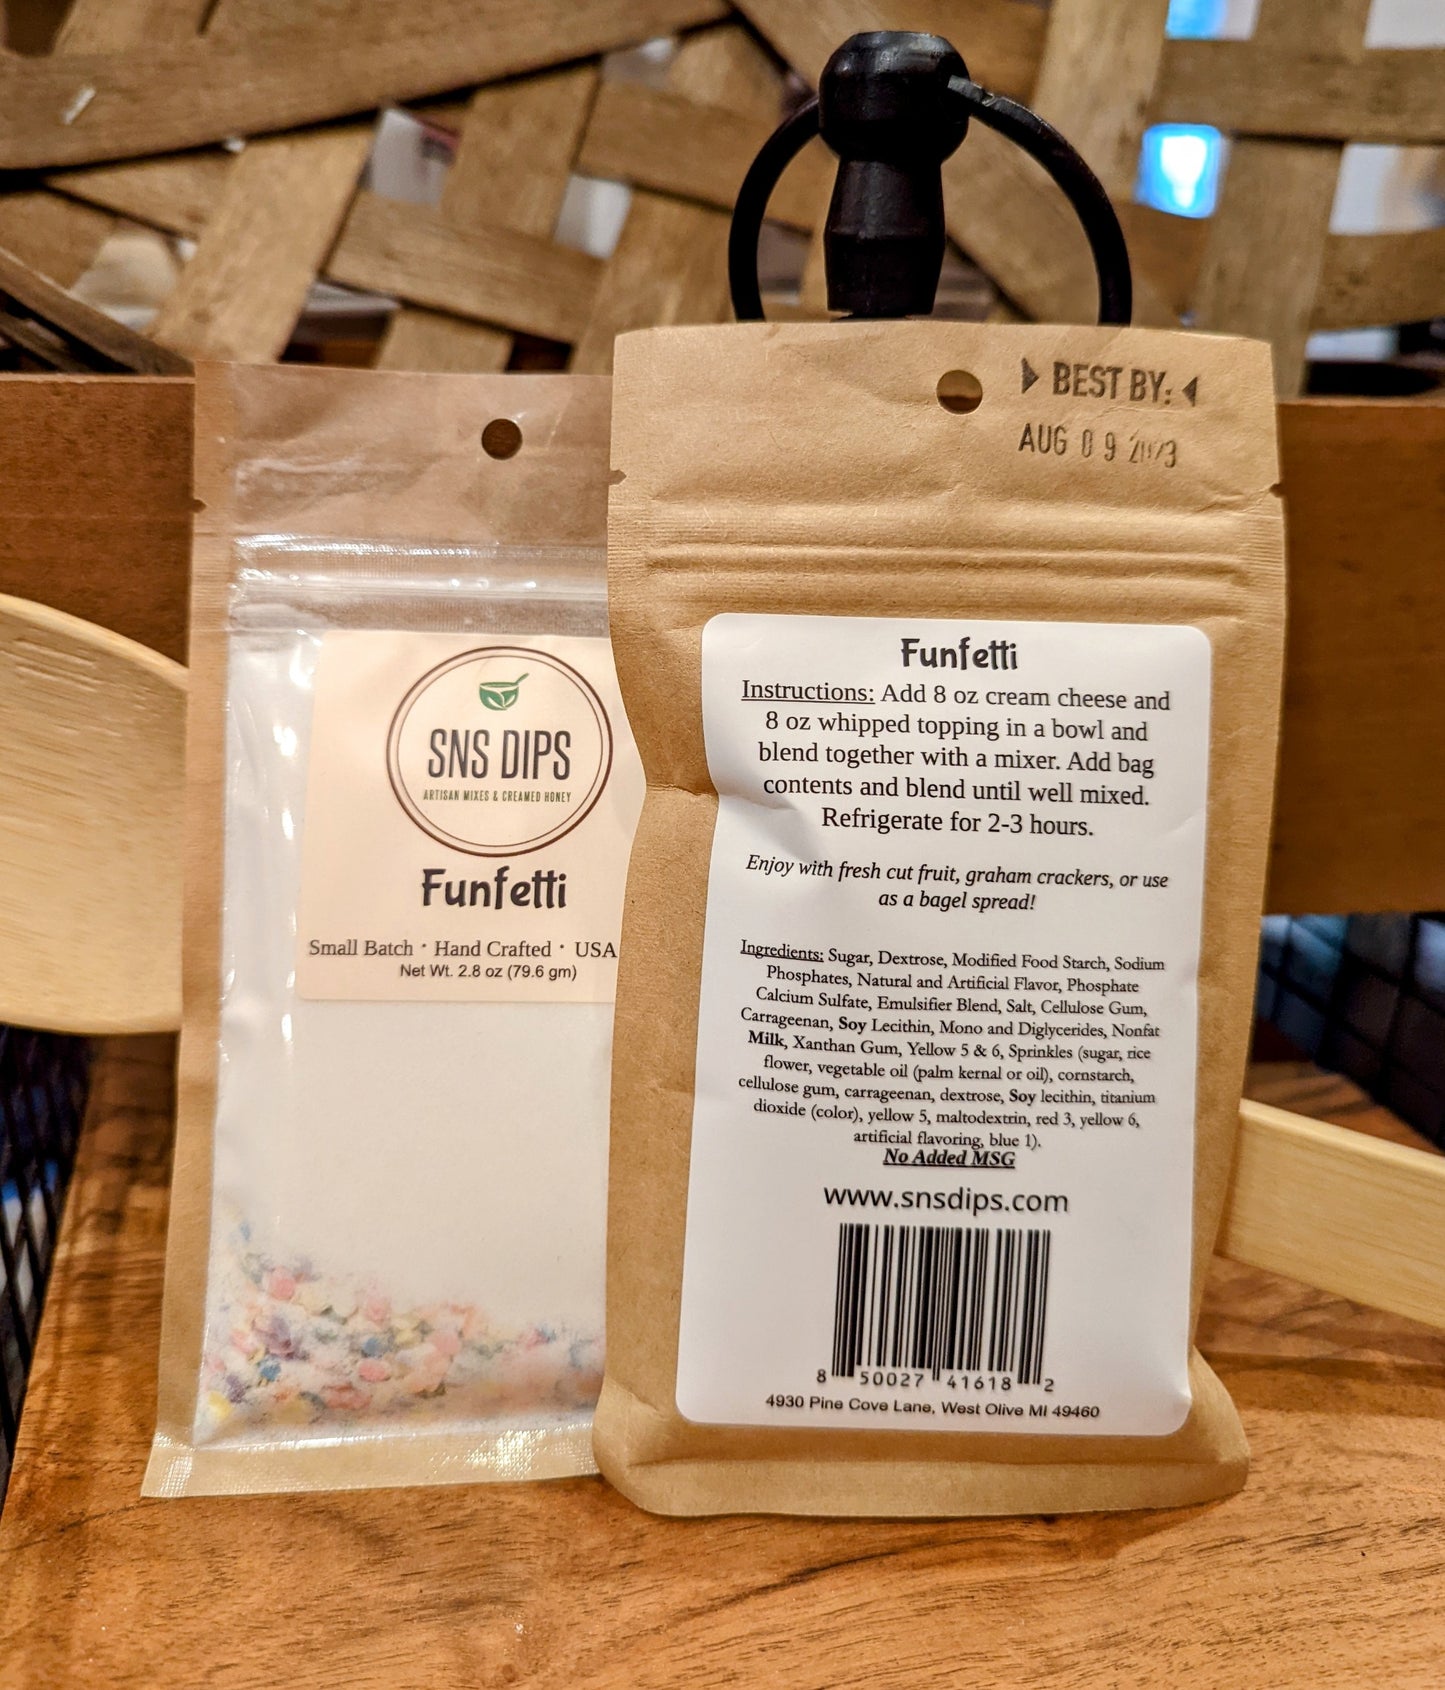 SNS DIPS
ARTISAN MIXES & CREAMED HONEY
Funfetti
Small Batch · Hand Crafted · USA
Net Wt. 2.8 oz (79.6 gm)
BEST BY:
AUG 09 2023
Funfetti
Instructions: Add 8 oz cream cheese and
8 oz whipped topping in a bowl and
blend together with a mixer. Add bag
contents and blend until well mixed.
Refrigerate for 2-3 hours.
Enjoy with fresh cut fruit, graham crackers, or use
as a bagel spread!
Ingredients: Sugar, Dextrose, Modified Food Starch, Sodium
Phosphates, Natural and Artificial Flavor, Phosphate
Calcium Sulfate, Emulsifier Blend, Salt, Cellulose Gum,
Carrageenan, Soy Lecithin, Mono and Diglycerides, Nonfat
Milk, Xanthan Gum, Yellow 5 & 6, Sprinkles (sugar, rice
flower, vegetable oil (palm kernal or oil), cornstarch,
cellulose gum, carrageenan, dextrose, Soy lecithin, titanium
dioxide (color), yellow 5, maltodextrin, red 3, yellow 6,
artificial flavoring, blue 1).
No Added MSG
www.snsdips.com
8 50027 41618 2
4930 Pine Cove Lane, West Olive MI 49460